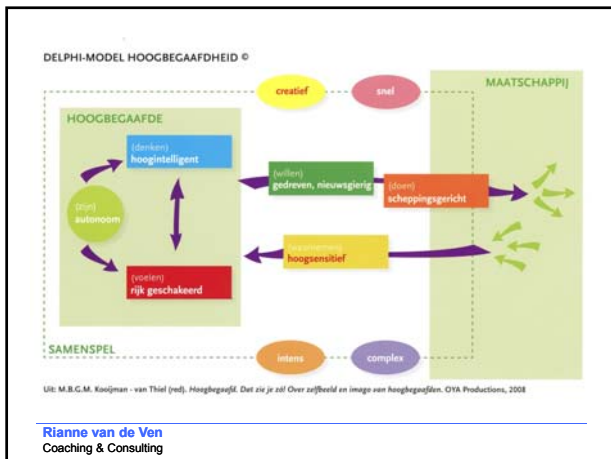 DELPHI-MODEL HOOGBEGAAFDHEID ©
creatief
snel
MAATSCHAPPIJ
HOOGBEGAAFDE
(denken)
hoogintelligent
(willen)
gedreven, nieuwsgierig
(doen)
scheppingsgericht
(zijn)
autonoom
(waarnemen)
hoogsensitief
(voelen)
rijk geschakeerd
SAMENSPEL
intens
complex
Uit: M.B.G.M. Kooijman - van Thiel (red). Hoogbegaafd. Dat zie je zó! Over zelfbeeld en imago van hoogbegaafden. OYA Productions, 2008
Rianne van de Ven
Coaching & Consulting